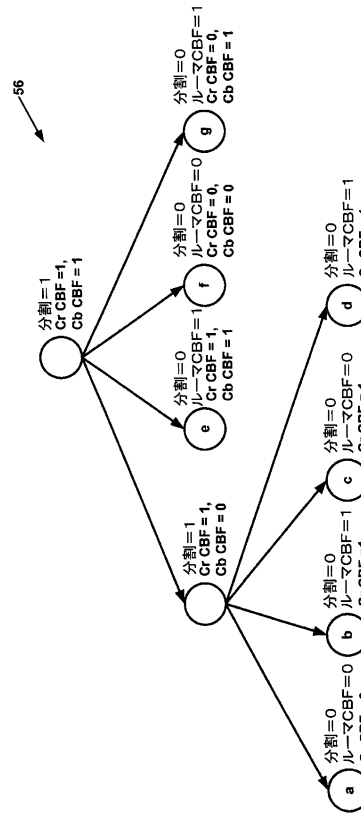 56
分割=1
Cr CBF =1,
Cb CBF = 1
分割=1
Cr CBF = 1,
Cb CBF = 0
e
分割=0
ルーマCBF=1
Cr CBF = 1,
Cb CBF = 1
f
分割=0
ルーマCBF=0
Cr CBF = 0,
Cb CBF = 0
g
分割=0
ルーマCBF=1
Cr CBF = 0,
Cb CBF = 1
a
分割=0
ルーマCBF=0
b
分割=0
ルーマCBF=1
c
分割=0
ルーマCBF=0
d
分割=0
ルーマCBF=1